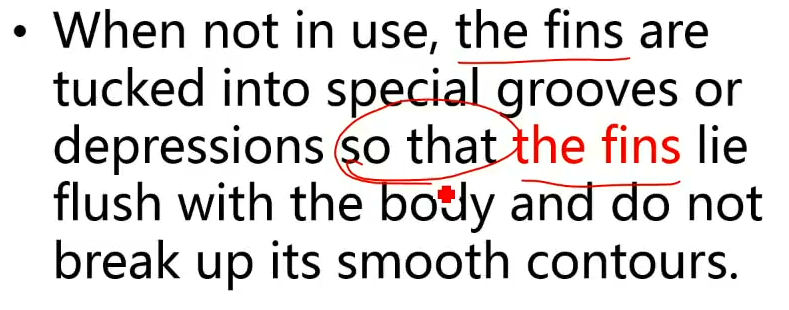 • When not in use, the fins are
tucked into special grooves or
depressions so that the fins lie
flush with the body and do not
break up its smooth contours.